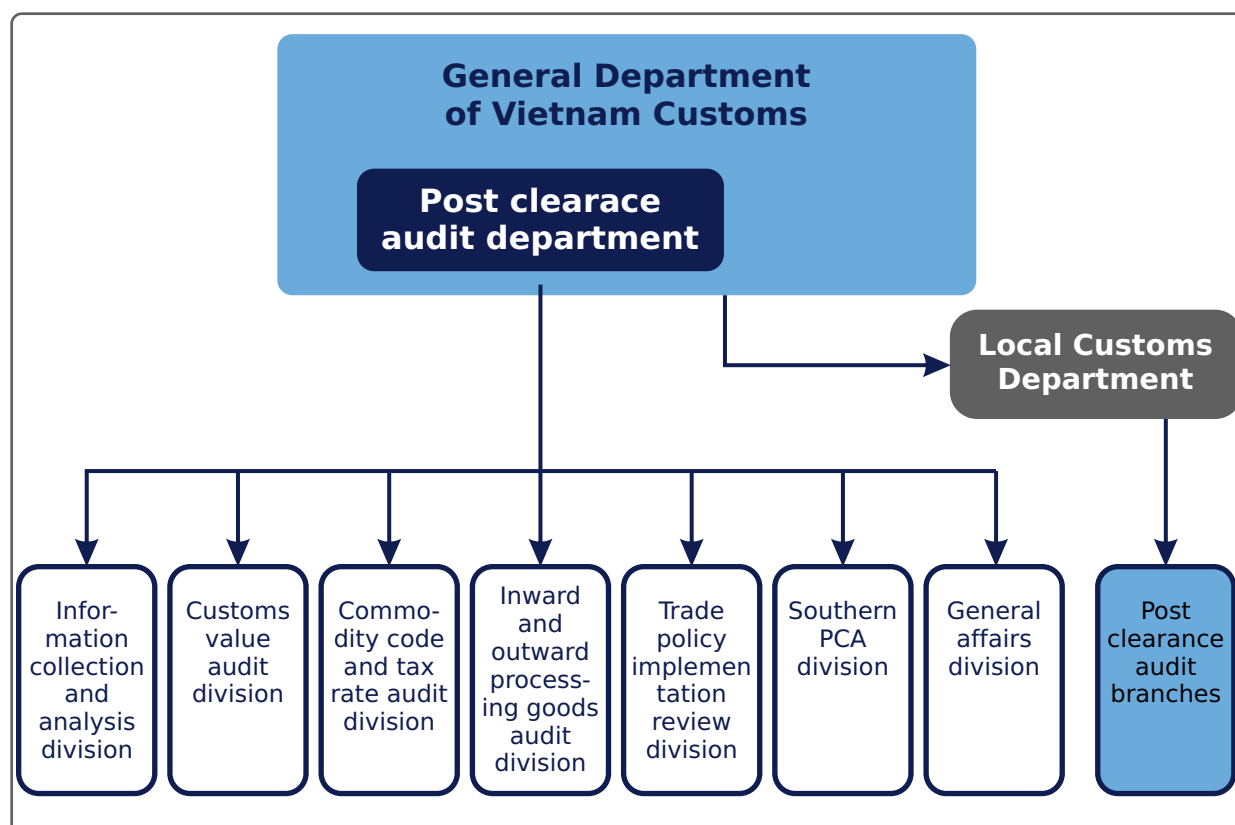 General Department
of Vietnam Customs
Post clearace
audit department
Local Customs
Department
Infor-
mation
collection
and
analysis
division
Customs
value
audit
division
Commo-
dity code
and tax
rate audit
division
Inward
and
outward
process-
ing goods
audit
division
Trade
policy
implemen
tation
review
division
Southern
PCA
division
General
affairs
division
Post
clearance
audit
branches